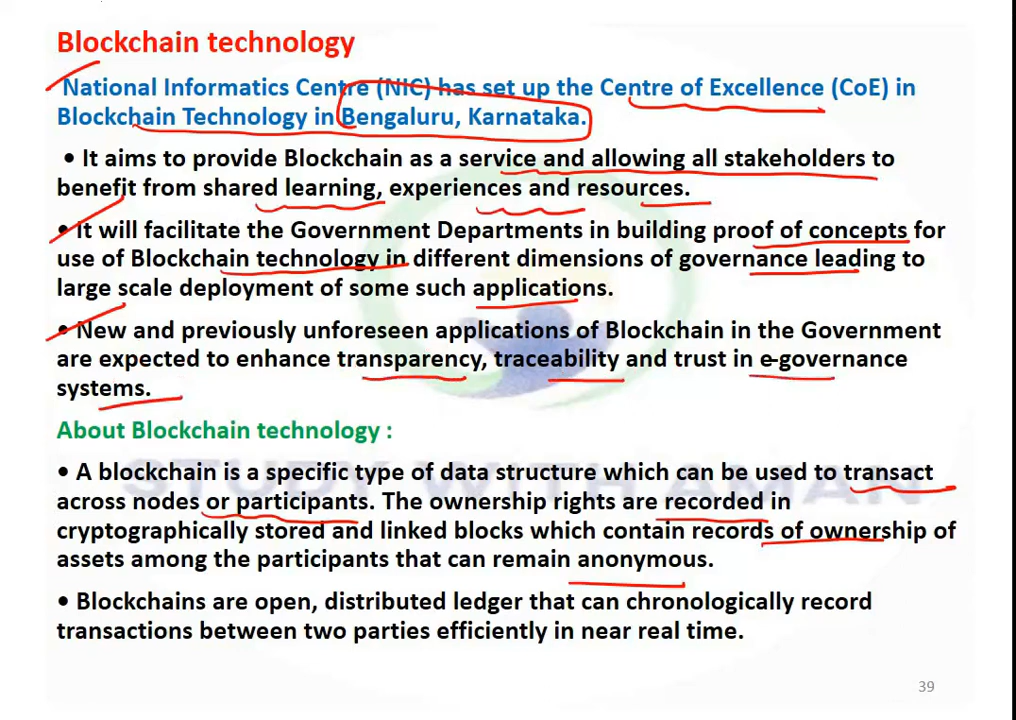 Blockchain technology
National Informatics Centre (NIC) has set up the Centre of Excellence (CoE) in
Blockchain Technology in Bengaluru, Karnataka.
• It aims to provide Blockchain as a service and allowing all stakeholders to
benefit from shared learning, experiences and resources.
• It will facilitate the Government Departments in building proof of concepts for
use of Blockchain technology in different dimensions of governance leading to
large scale deployment of some such applications.
• New and previously unforeseen applications of Blockchain in the Government
are expected to enhance transparency, traceability and trust in e-governance
systems.
About Blockchain technology :
• A blockchain is a specific type of data structure which can be used to transact
across nodes or participants. The ownership rights are recorded in
cryptographically stored and linked blocks which contain records of ownership of
assets among the participants that can remain anonymous.
• Blockchains are open, distributed ledger that can chronologically record
transactions between two parties efficiently in near real time.
STUDY WITH AMAN
39